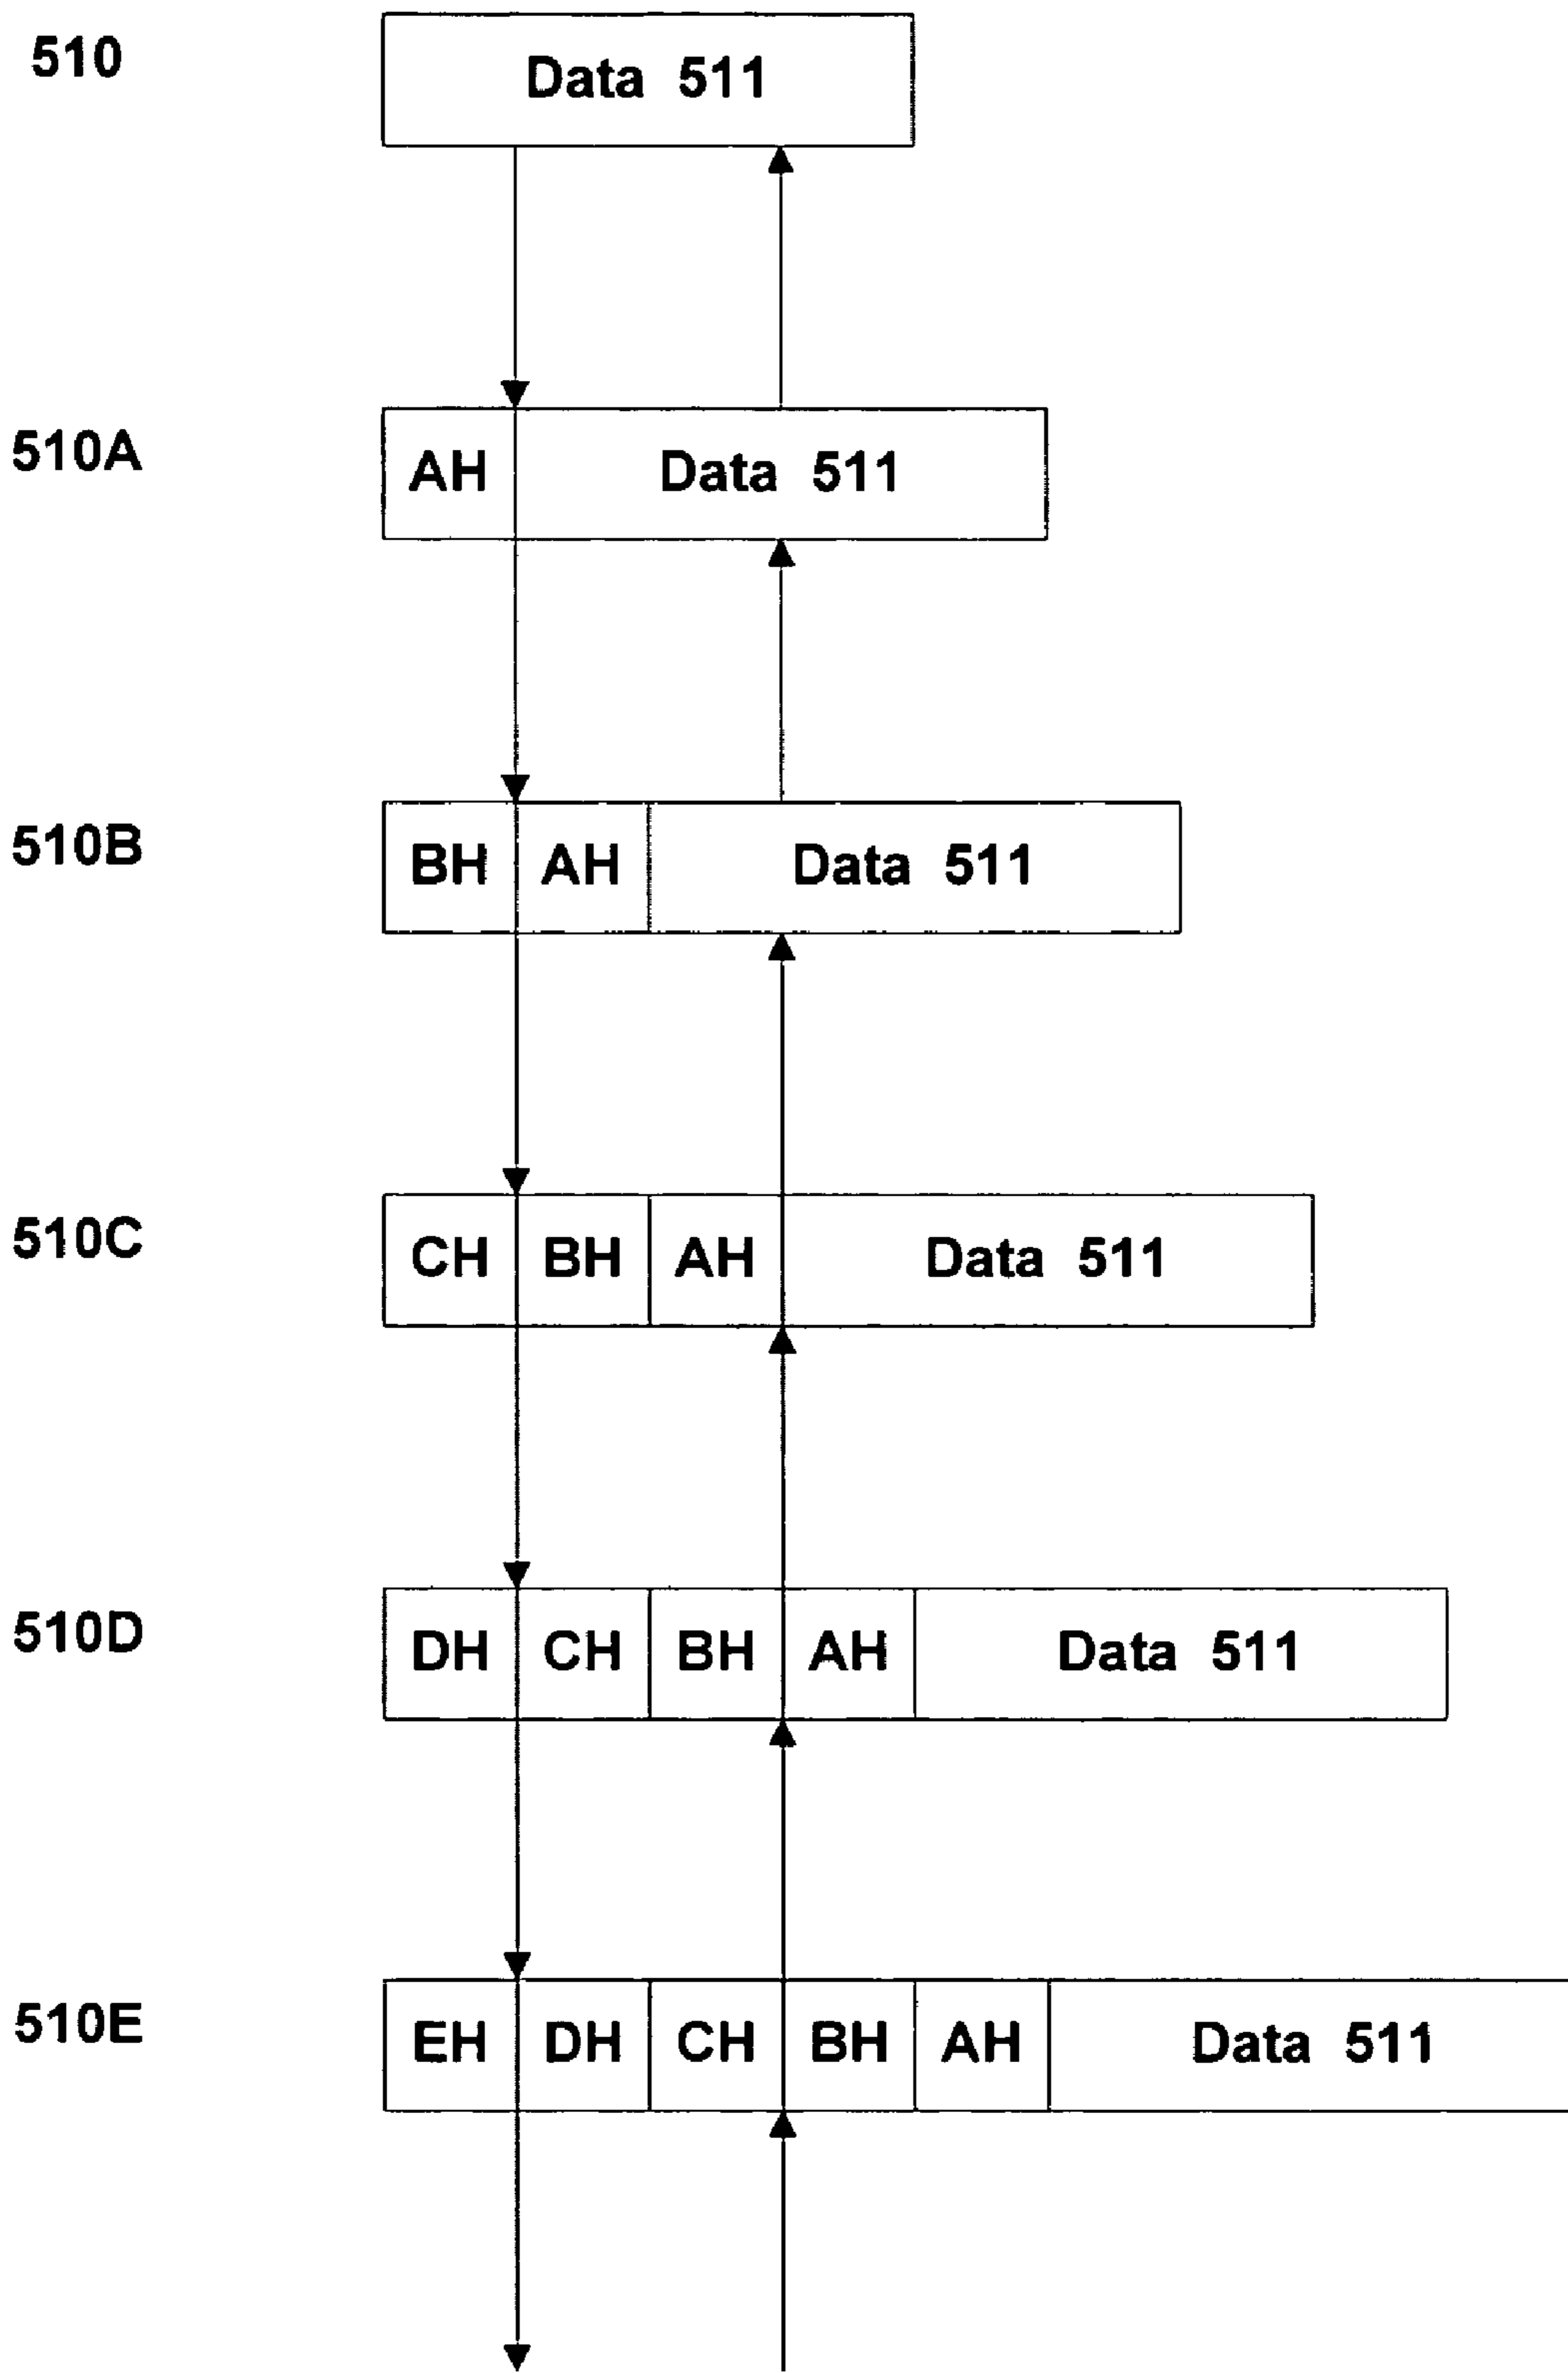 510 Data 511
510A AH Data 511
510B BH AH Data 511
510C CH BH AH Data 511
510D DH CH BH AH Data 511
510E EH DH CH BH AH Data 511